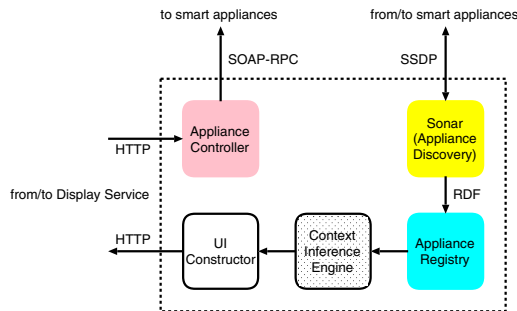 to smart appliances
from/to smart appliances
SOAP-RPC
SSDP
Appliance
Controller
Sonar
(Appliance
Discovery)
HTTP
from/to Display Service
RDF
HTTP
UI
Constructor
Context
Inference
Engine
Appliance
Registry